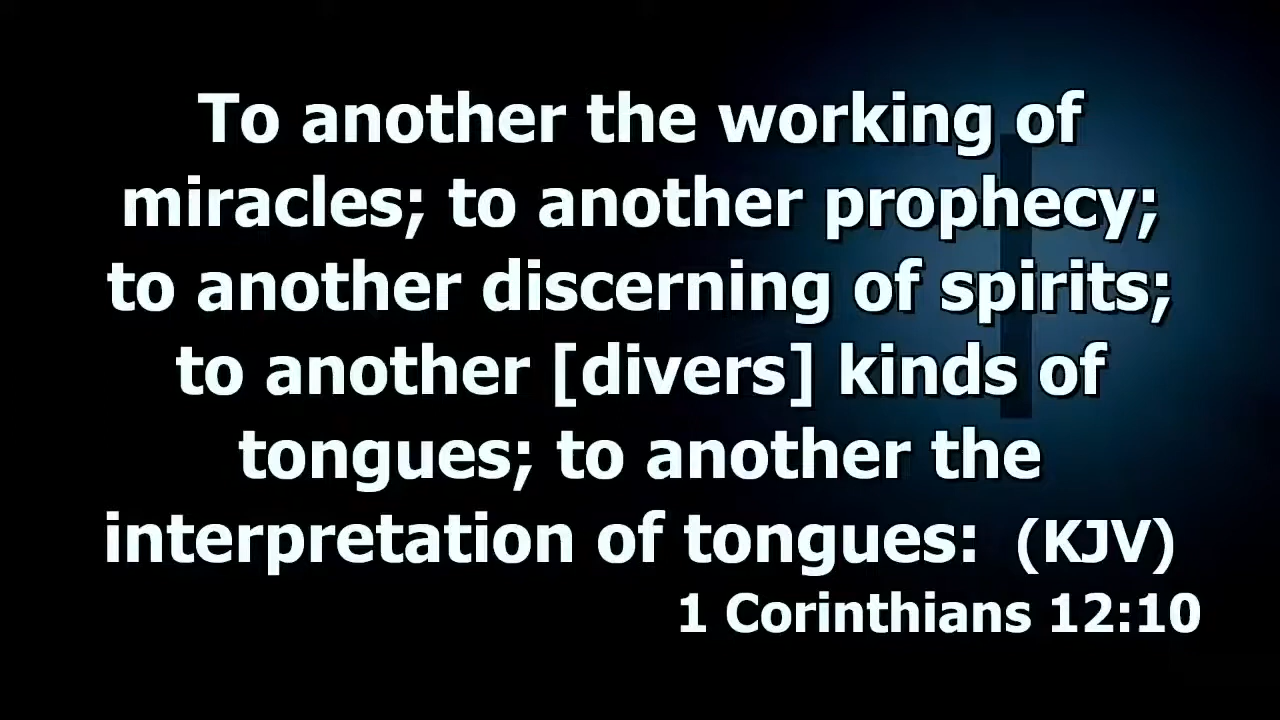 To another the working of
miracles; to another prophecy;
to another discerning of spirits;
to another [divers] kinds of
tongues; to another the
interpretation of tongues: (KJV)
1 Corinthians 12:10